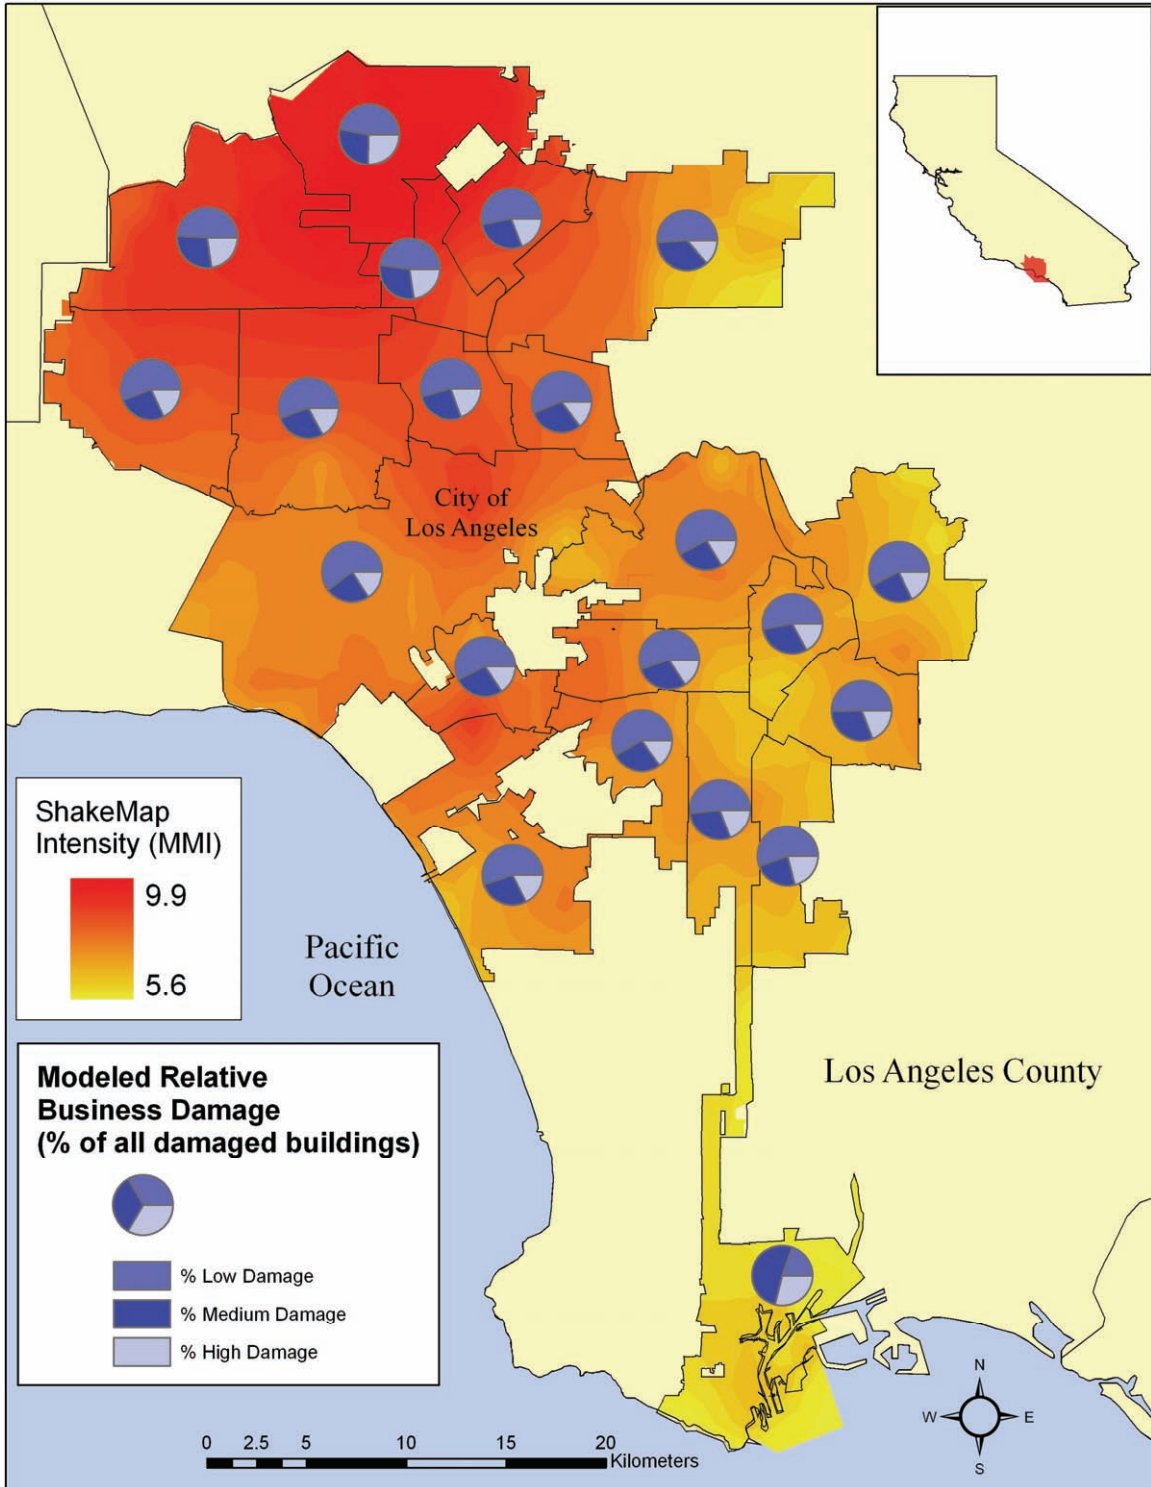 City of
Los Angeles
ShakeMap
Intensity (MMI)
9.9
5.6
Pacific
Ocean
Los Angeles County
Modeled Relative
Business Damage
(% of all damaged buildings)
% Low Damage
% Medium Damage
% High Damage
N
W E
S
0 2.5 5 10 15 20
Kilometers